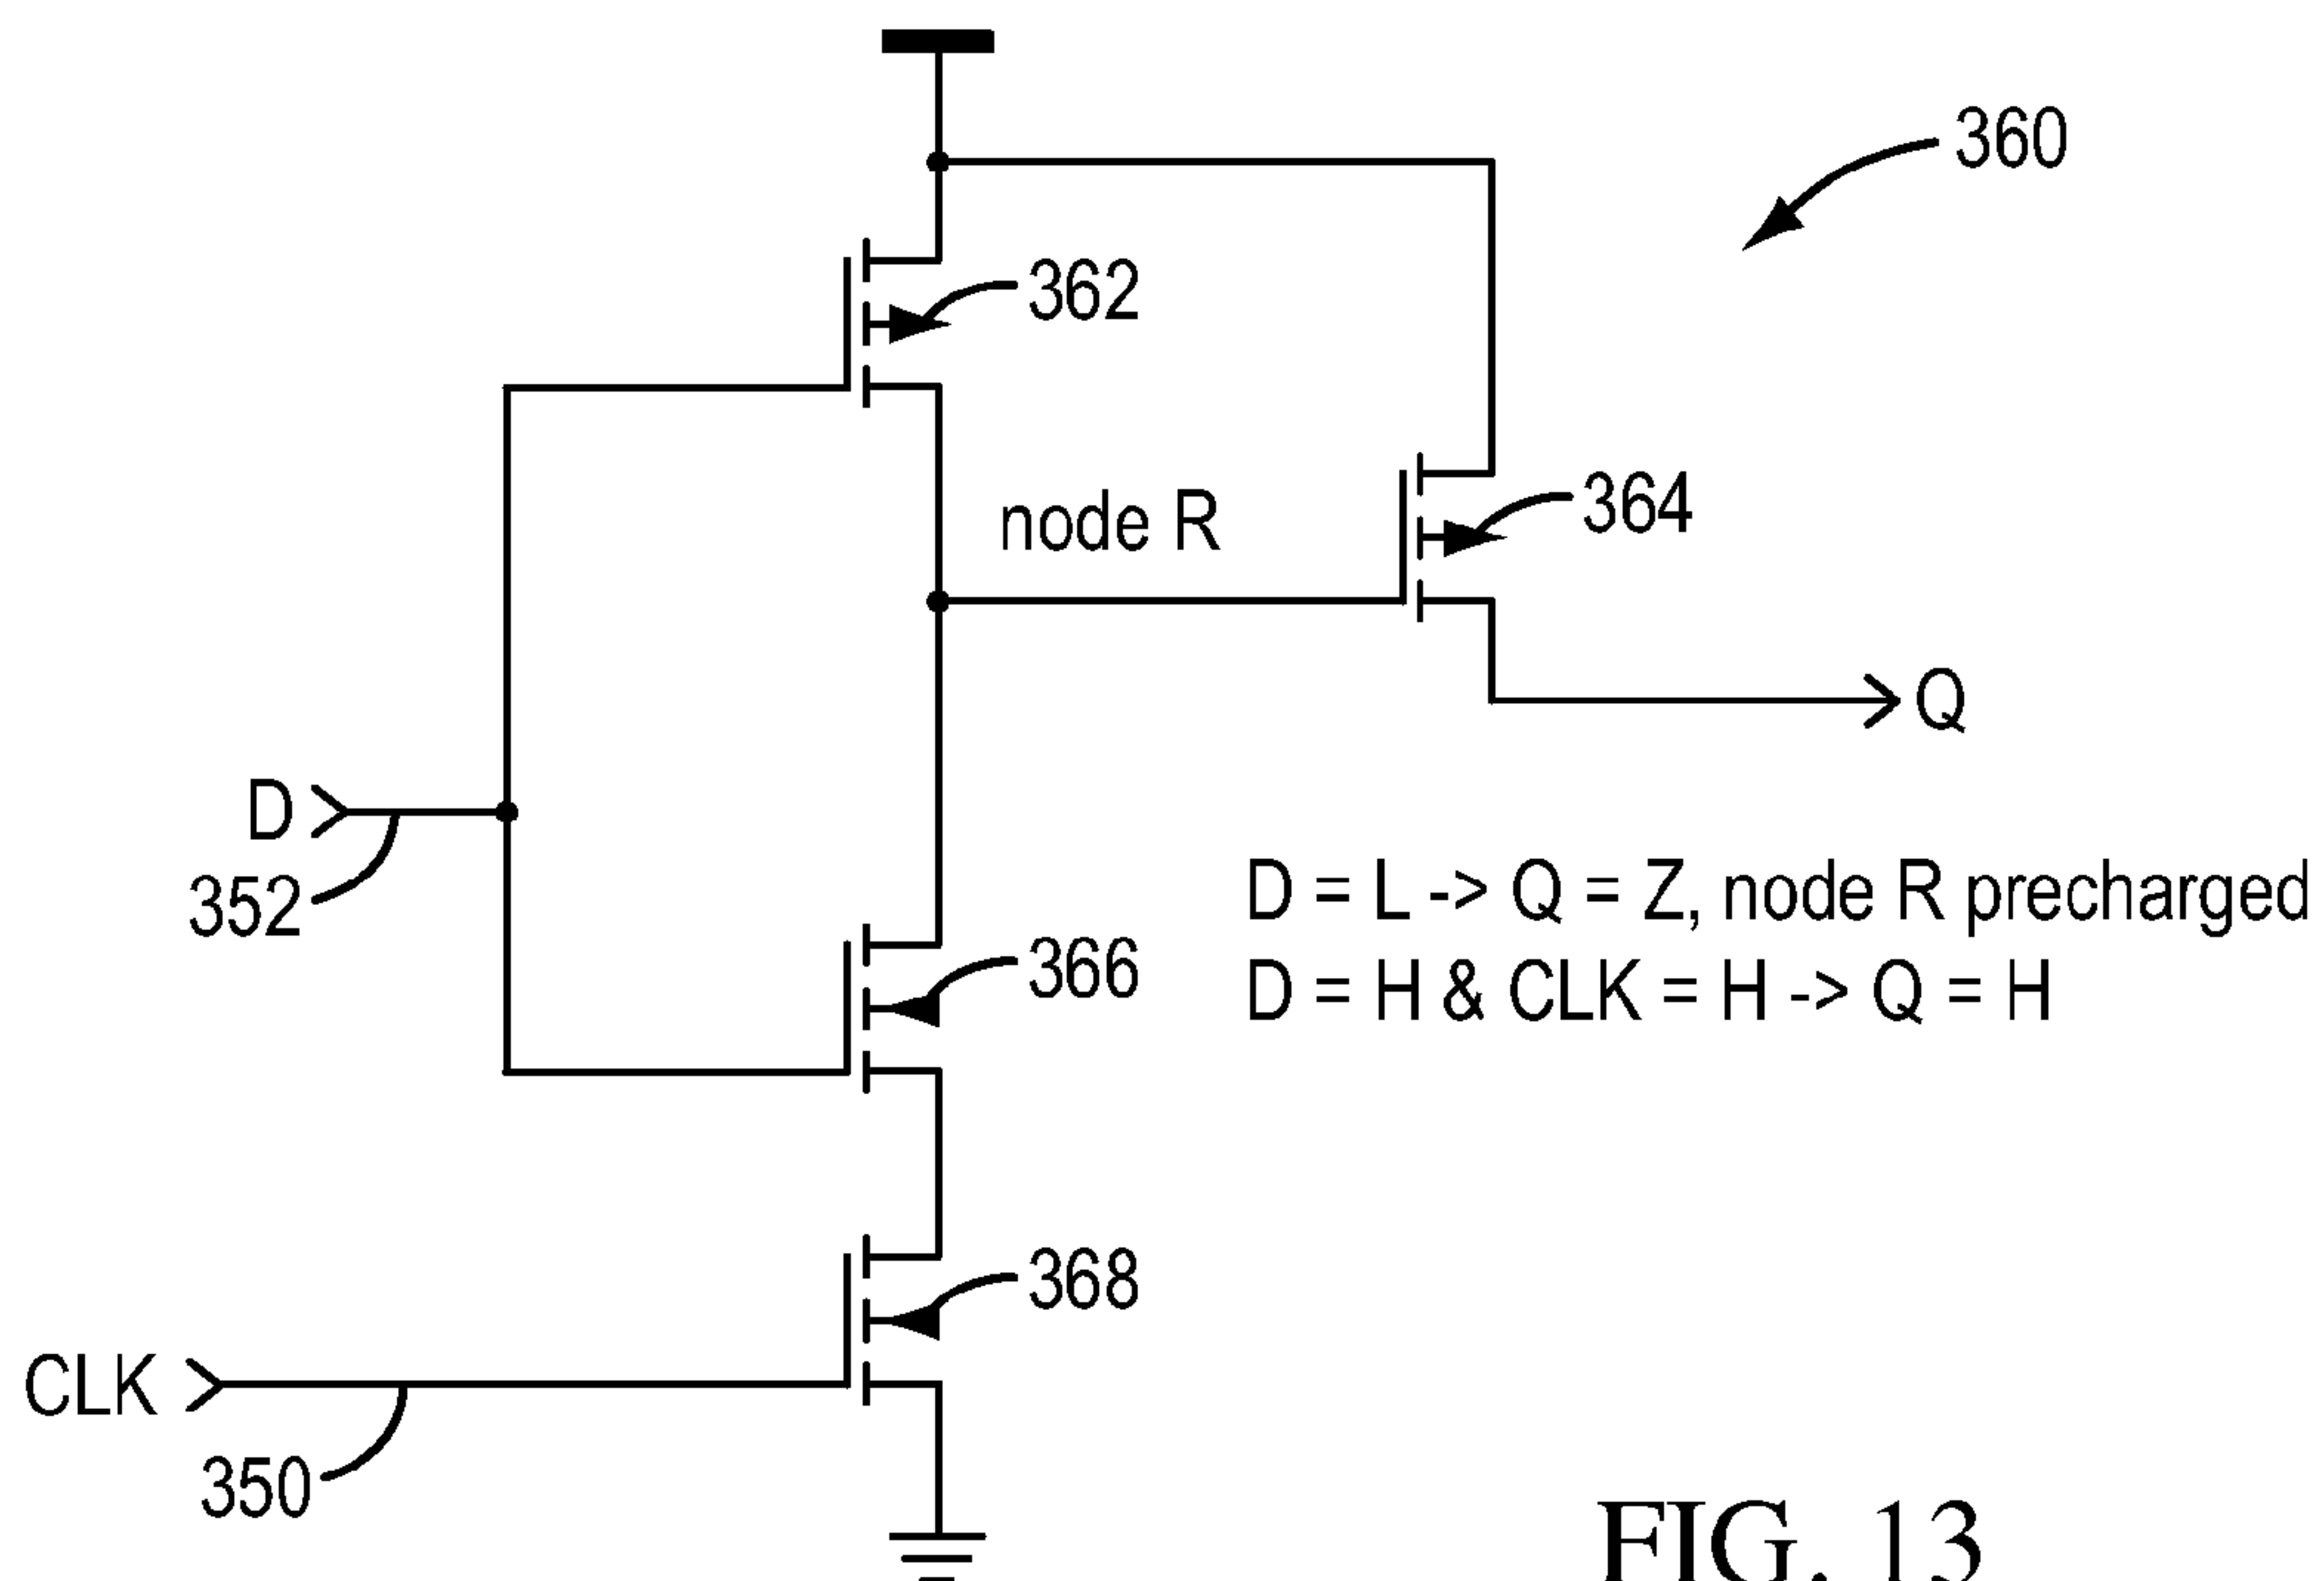 360
362
364
node R
Q
D
352
D = L -> Q = Z, node R precharged
366
D = H & CLK = H -> Q = H
368
CLK
350
FIG. 13